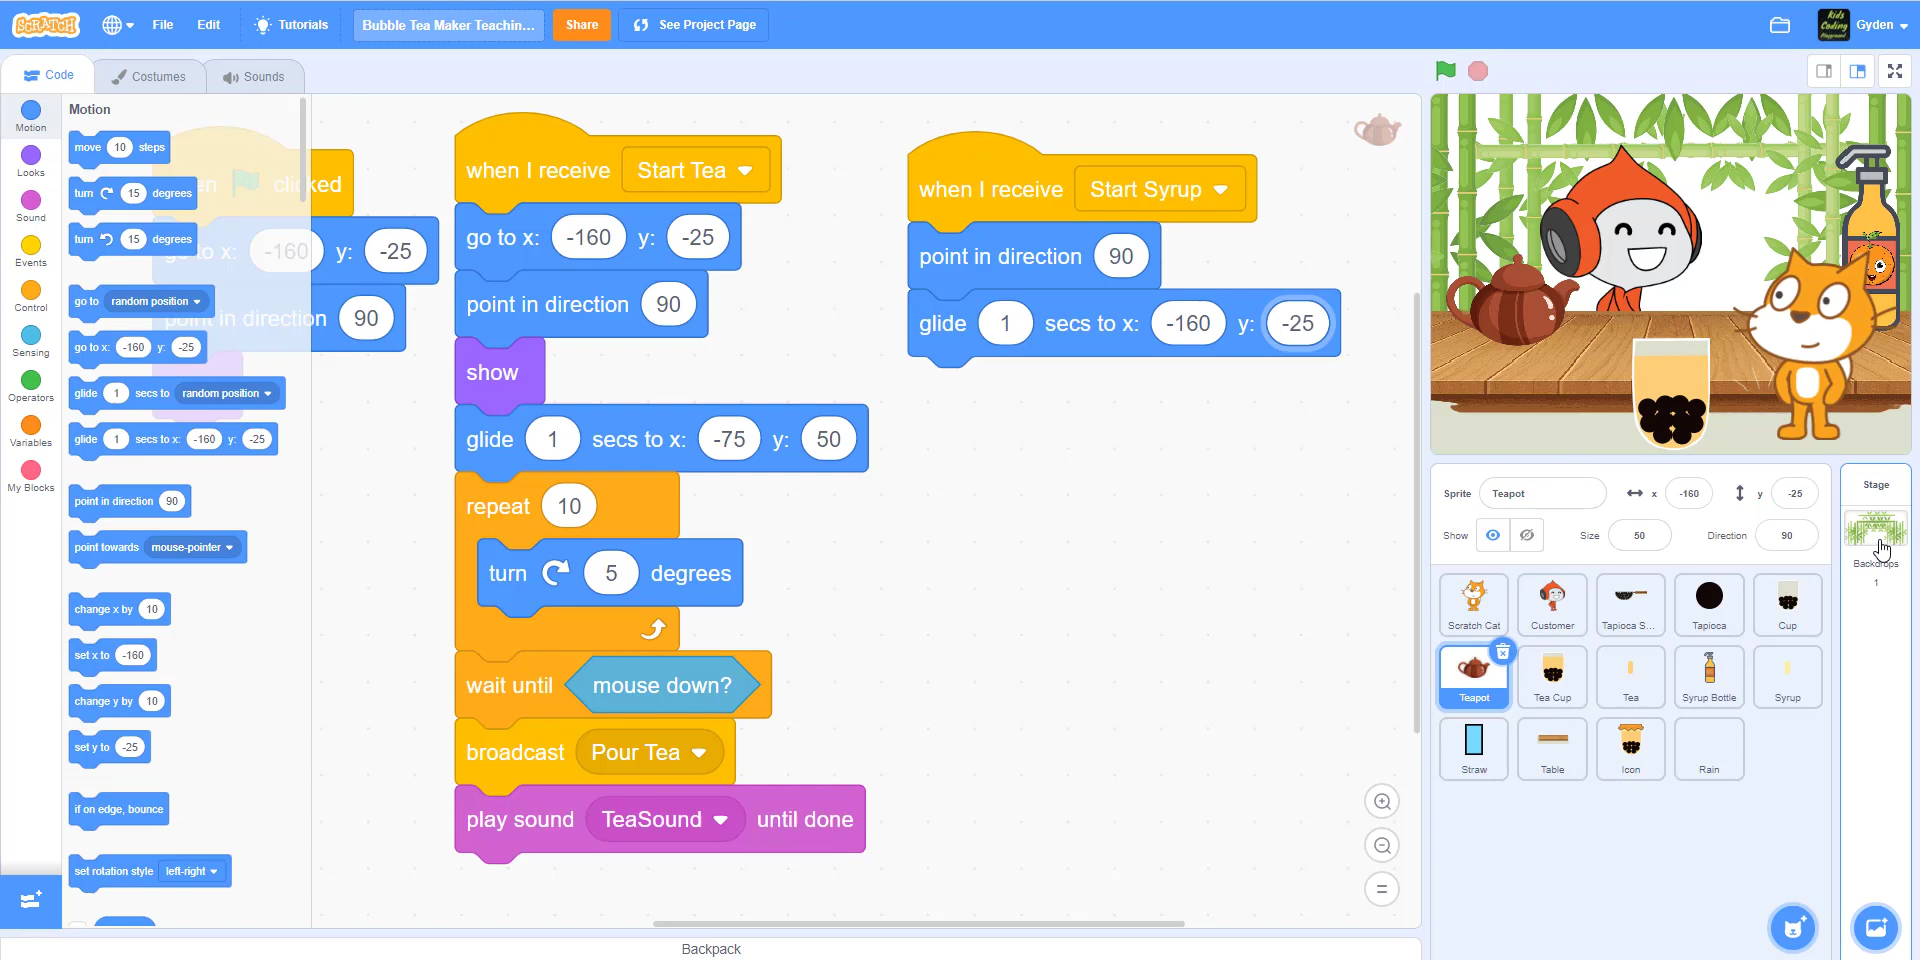 SCRATCH
File
Edit
Tutorials
Bubble Tea Maker Teachin...
Share
See Project Page
Kids
Coding
Playground
Gyden
Code
Costumes
Sounds
Motion
Looks
Sound
Events
Control
Sensing
Operators
Variables
My Blocks
Motion
move 10 steps
turn 15 degrees
turn 15 degrees
go to random position
go to x: -160 y: -25
glide 1 secs to random position
glide 1 secs to x: -160 y: -25
point in direction 90
point towards mouse-pointer
change x by 10
set x to -160
change y by 10
set y to -25
if on edge, bounce
set rotation style left-right
clicked
-160 y: -25
point in direction 90
when I receive Start Tea
go to x: -160 y: -25
point in direction 90
show
glide 1 secs to x: -75 y: 50
repeat 10
turn 5 degrees
wait until mouse down?
broadcast Pour Tea
play sound TeaSound until done
when I receive Start Syrup
point in direction 90
glide 1 secs to x: -160 y: -25
Sprite Teapot x -160 y -25
Show Size 50 Direction 90
Scratch Cat
Customer
Tapioca S...
Tapioca
Cup
Teapot
Tea Cup
Tea
Syrup Bottle
Syrup
Straw
Table
Icon
Rain
Stage
Backdrops
1
Backpack